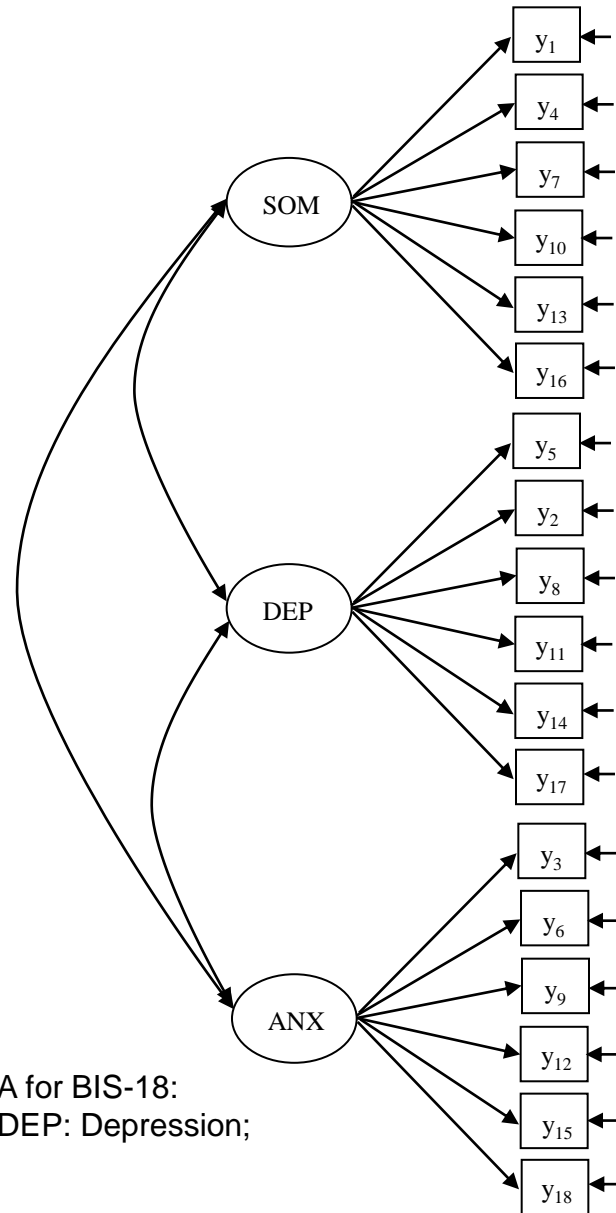 y1
y4
y7
SOM
y10
y13
y16
y5
y2
y8
DEP
y11
y14
y17
y3
y6
y9
ANX
y12
y15
y18
A for BIS-18:
DEP: Depression;